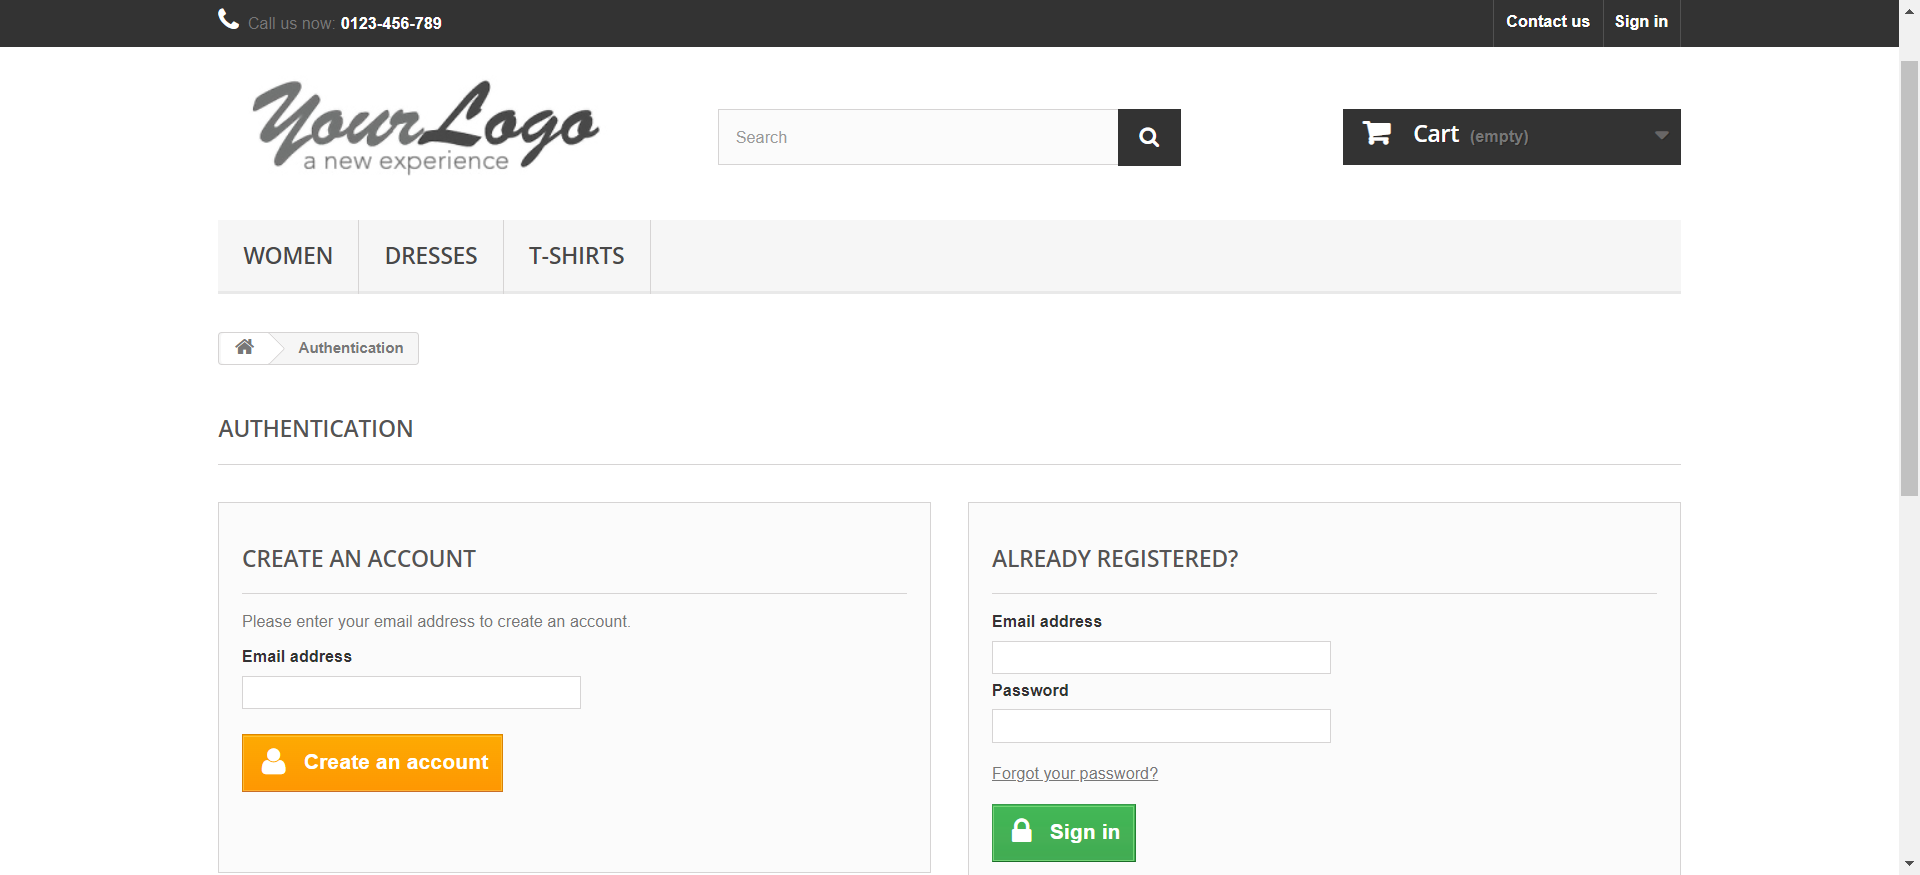 Call us now: 0123-456-789
Contact us
Sign in
Your Logo
a new experience
Search
Cart (empty)
WOMEN
DRESSES
T-SHIRTS
Authentication
AUTHENTICATION
CREATE AN ACCOUNT
Please enter your email address to create an account.
Email address
Create an account
ALREADY REGISTERED?
Email address
Password
Forgot your password?
Sign in